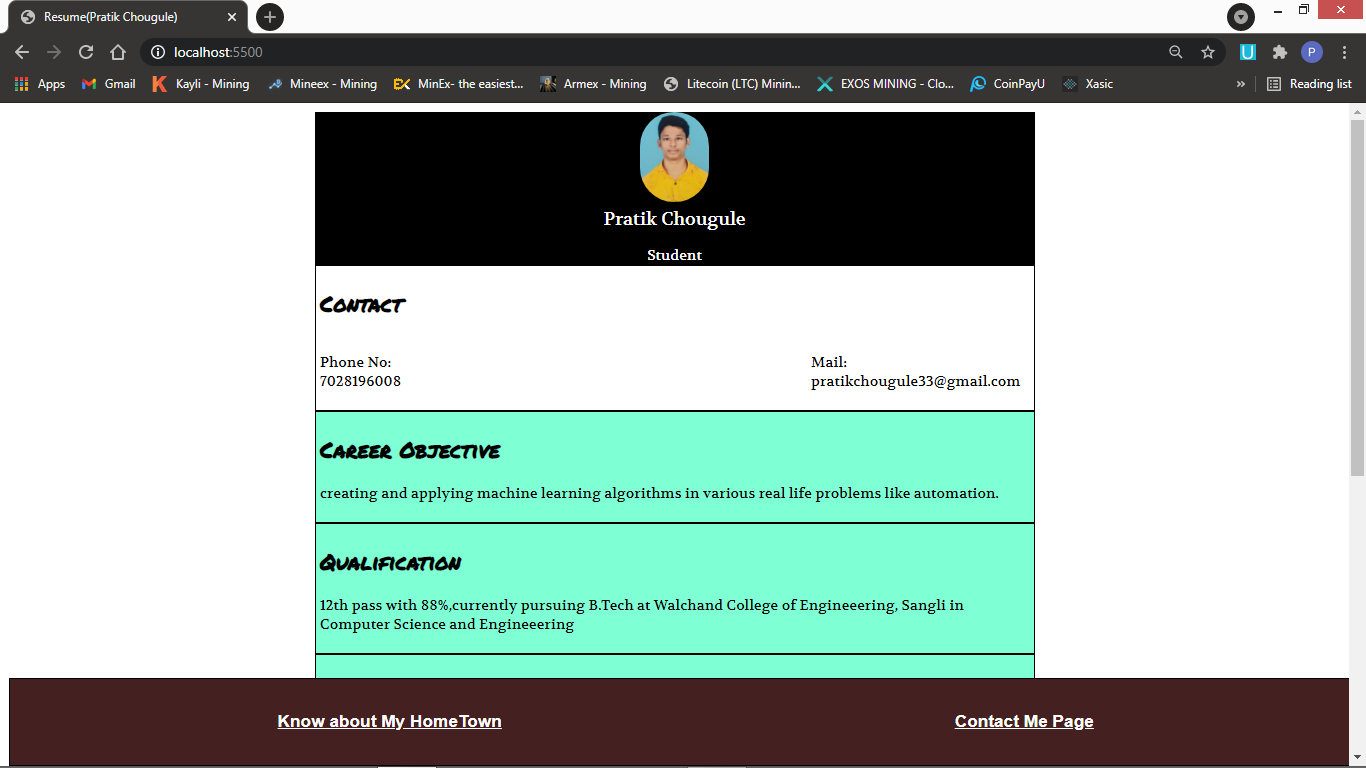 Resume(Pratik Chougule)
localhost:5500
P
Apps
Gmail
Kayli - Mining
Mineex - Mining
MinEx- the easiest...
Armex - Mining
Litecoin (LTC) Minin...
EXOS MINING - Clo...
CoinPayU
Xasic
»
Reading list
Pratik Chougule
Student
Contact
Phone No:
7028196008
Mail:
pratikchougule33@gmail.com
Career Objective
creating and applying machine learning algorithms in various real life problems like automation.
Qualification
12th pass with 88%,currently pursuing B.Tech at Walchand College of Engineeering, Sangli in
Computer Science and Engineeering
Know about My HomeTown
Contact Me Page